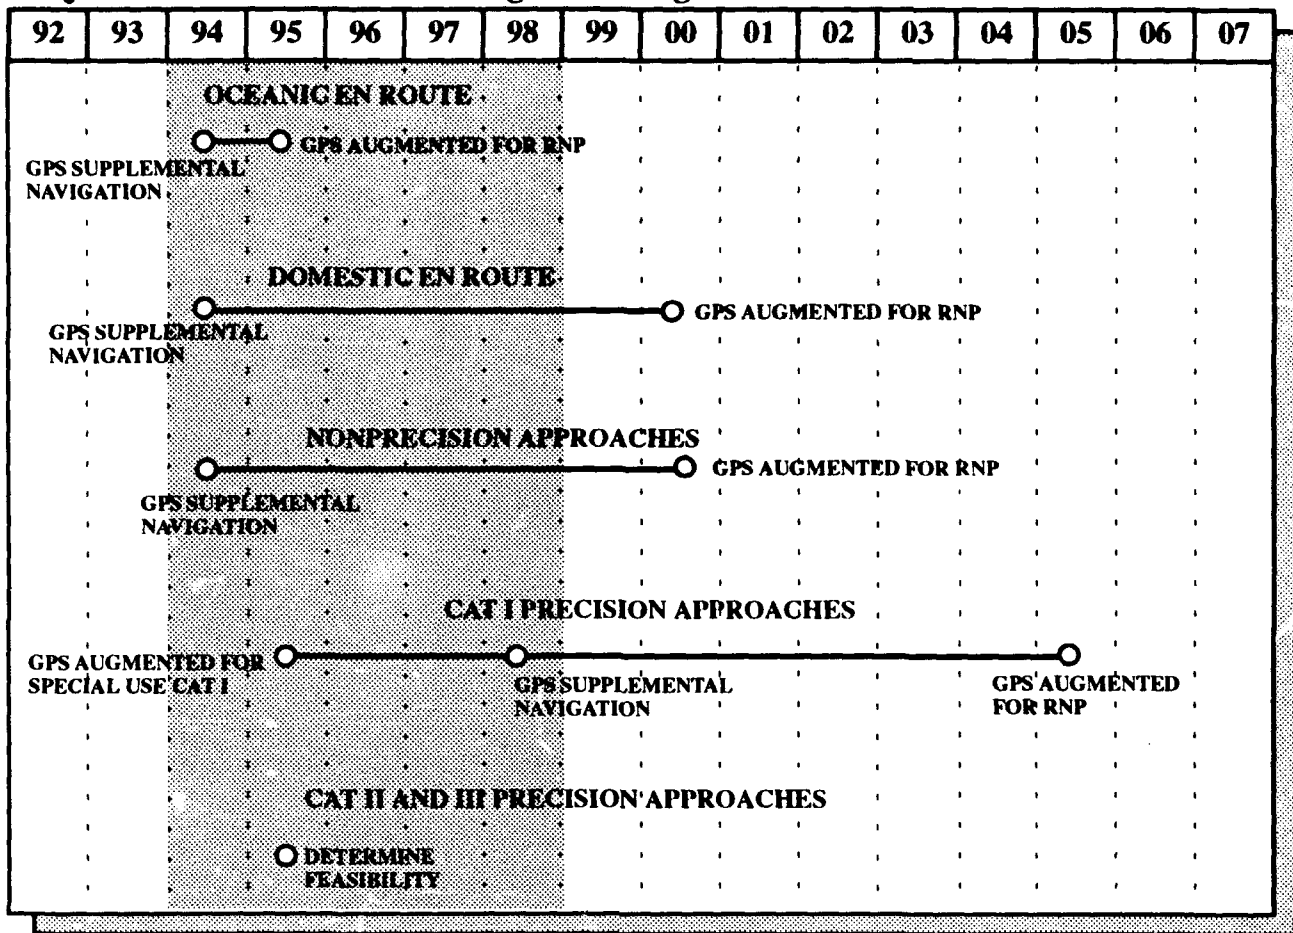 92 93 94 95 96 97 98 99 00 01 02 03 04 05 06 07
OCEANIC EN ROUTE
GPS AUGMENTED FOR RNP
GPS SUPPLEMENTAL
NAVIGATION
DOMESTIC EN ROUTE
GPS AUGMENTED FOR RNP
GPS SUPPLEMENTAL
NAVIGATION
NONPRECISION APPROACHES
GPS AUGMENTED FOR RNP
GPS SUPPLEMENTAL
NAVIGATION
CAT I PRECISION APPROACHES
GPS AUGMENTED FOR
SPECIAL USE CAT I
GPS SUPPLEMENTAL
NAVIGATION
GPS AUGMENTED
FOR RNP
CAT II AND III PRECISION APPROACHES
DETERMINE
FEASIBILITY